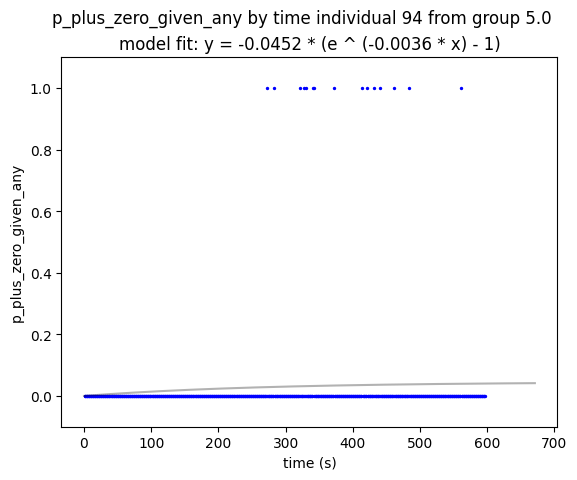 p_plus_zero_given_any by time individual 94 from group 5.0
model fit: y = -0.0452 * (e ^ (-0.0036 * x) - 1)
1.0
0.8
0.6
0.4
0.2
0.0
p_plus_zero_given_any
0 100 200 300 400 500 600 700
time (s)